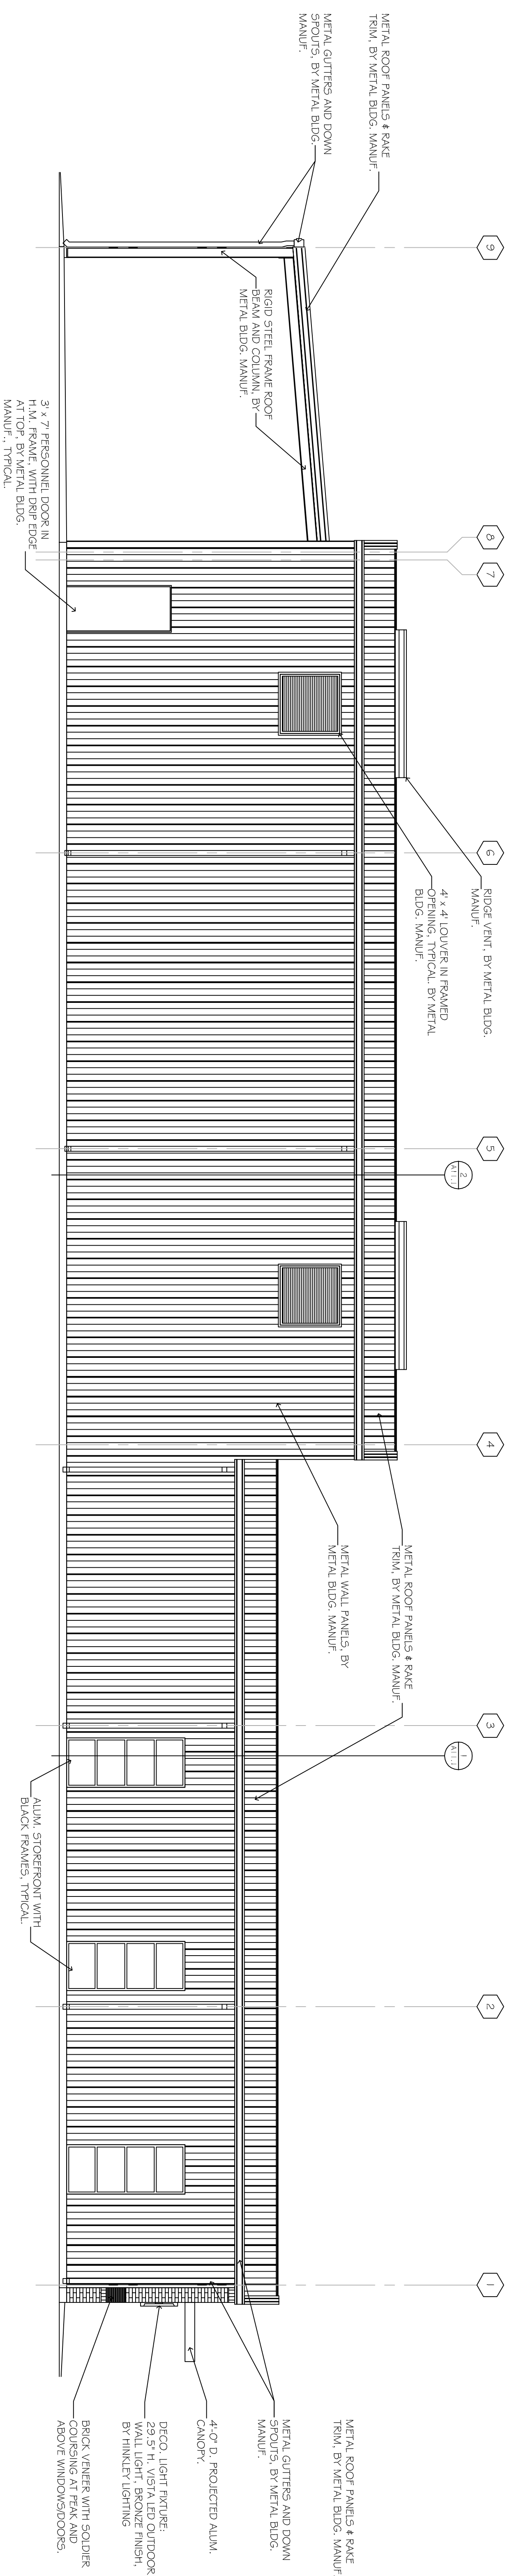 METAL ROOF PANELS & RAKE
TRIM, BY METAL BLDG. MANUF.
METAL GUTTERS AND DOWN
SPOUTS, BY METAL BLDG.
MANUF.
9
RIGID STEEL FRAME ROOF
BEAM AND COLUMN, BY
METAL BLDG. MANUF.
3' x 7' PERSONNEL DOOR IN
H.M. FRAME, WITH DRIP EDGE
AT TOP, BY METAL BLDG.
MANUF., TYPICAL.
8
7
6
RIDGE VENT, BY METAL BLDG.
MANUF.
4' x 4' LOUVER IN FRAMED
OPENING, TYPICAL. BY METAL
BLDG. MANUF.
5
2
A11.1
4
METAL ROOF PANELS & RAKE
TRIM, BY METAL BLDG. MANUF.
METAL WALL PANELS, BY
METAL BLDG. MANUF.
3
1
A11.1
ALUM. STOREFRONT WITH
BLACK FRAMES, TYPICAL.
2
1
METAL ROOF PANELS & RAKE
TRIM, BY METAL BLDG. MANUF
METAL GUTTERS AND DOWN
SPOUTS, BY METAL BLDG.
MANUF.
4'-0" D. PROJECTED ALUM.
CANOPY.
DECO. LIGHT FIXTURE:
29.5" H. VISTA LED OUTDOOR
WALL LIGHT, BRONZE FINISH,
BY HINKLEY LIGHTING
BRICK VENEER WITH SOLDIER
COURSING AT PEAK AND
ABOVE WINDOWS/DOORS.